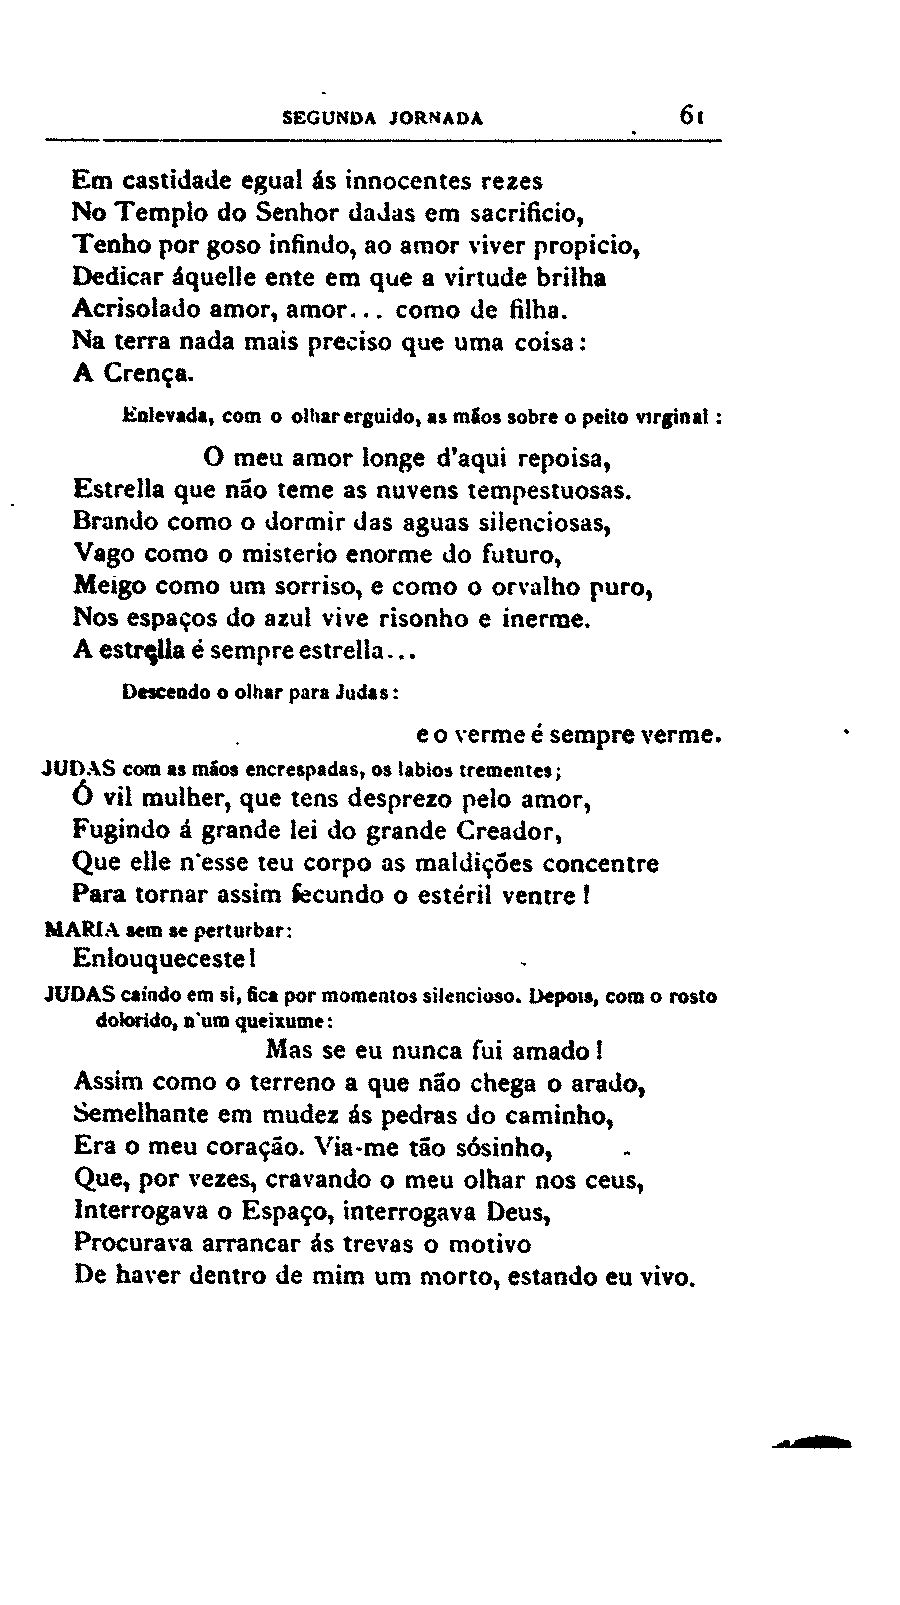 SEGUNDA JORNADA 61
Em castidade egual ás innocentes rezes
No Templo do Senhor dadas em sacrificio,
Tenho por goso infindo, ao amor viver propicio,
Dedicar áquelle ente em que a virtude brilha
Acrisolado amor, amor... como de filha.
Na terra nada mais preciso que uma coisa:
A Crença.
Enlevada, com o olhar erguido, as mãos sobre o peito virginal:
O meu amor longe d'aqui repoisa,
Estrella que não teme as nuvens tempestuosas.
Brando como o dormir das aguas silenciosas,
Vago como o misterio enorme do futuro,
Meigo como um sorriso, e como o orvalho puro,
Nos espaços do azul vive risonho e inerme.
A estrella é sempre estrella...
Descendo o olhar para Judas:
e o verme é sempre verme.
JUDAS com as mãos encrespadas, os labios trementes;
Ó vil mulher, que tens desprezo pelo amor,
Fugindo á grande lei do grande Creador,
Que elle n'esse teu corpo as maldições concentre
Para tornar assim fecundo o estéril ventre!
MARIA sem se perturbar:
Enlouqueceste!
JUDAS caíndo em si, fica por momentos silencioso. Depois, com o rosto
dolorido, n'um queixume:
Mas se eu nunca fui amado!
Assim como o terreno a que não chega o arado,
Semelhante em mudez ás pedras do caminho,
Era o meu coração. Via-me tão sósinho,
Que, por vezes, cravando o meu olhar nos ceus,
Interrogava o Espaço, interrogava Deus,
Procurava arrancar ás trevas o motivo
De haver dentro de mim um morto, estando eu vivo.